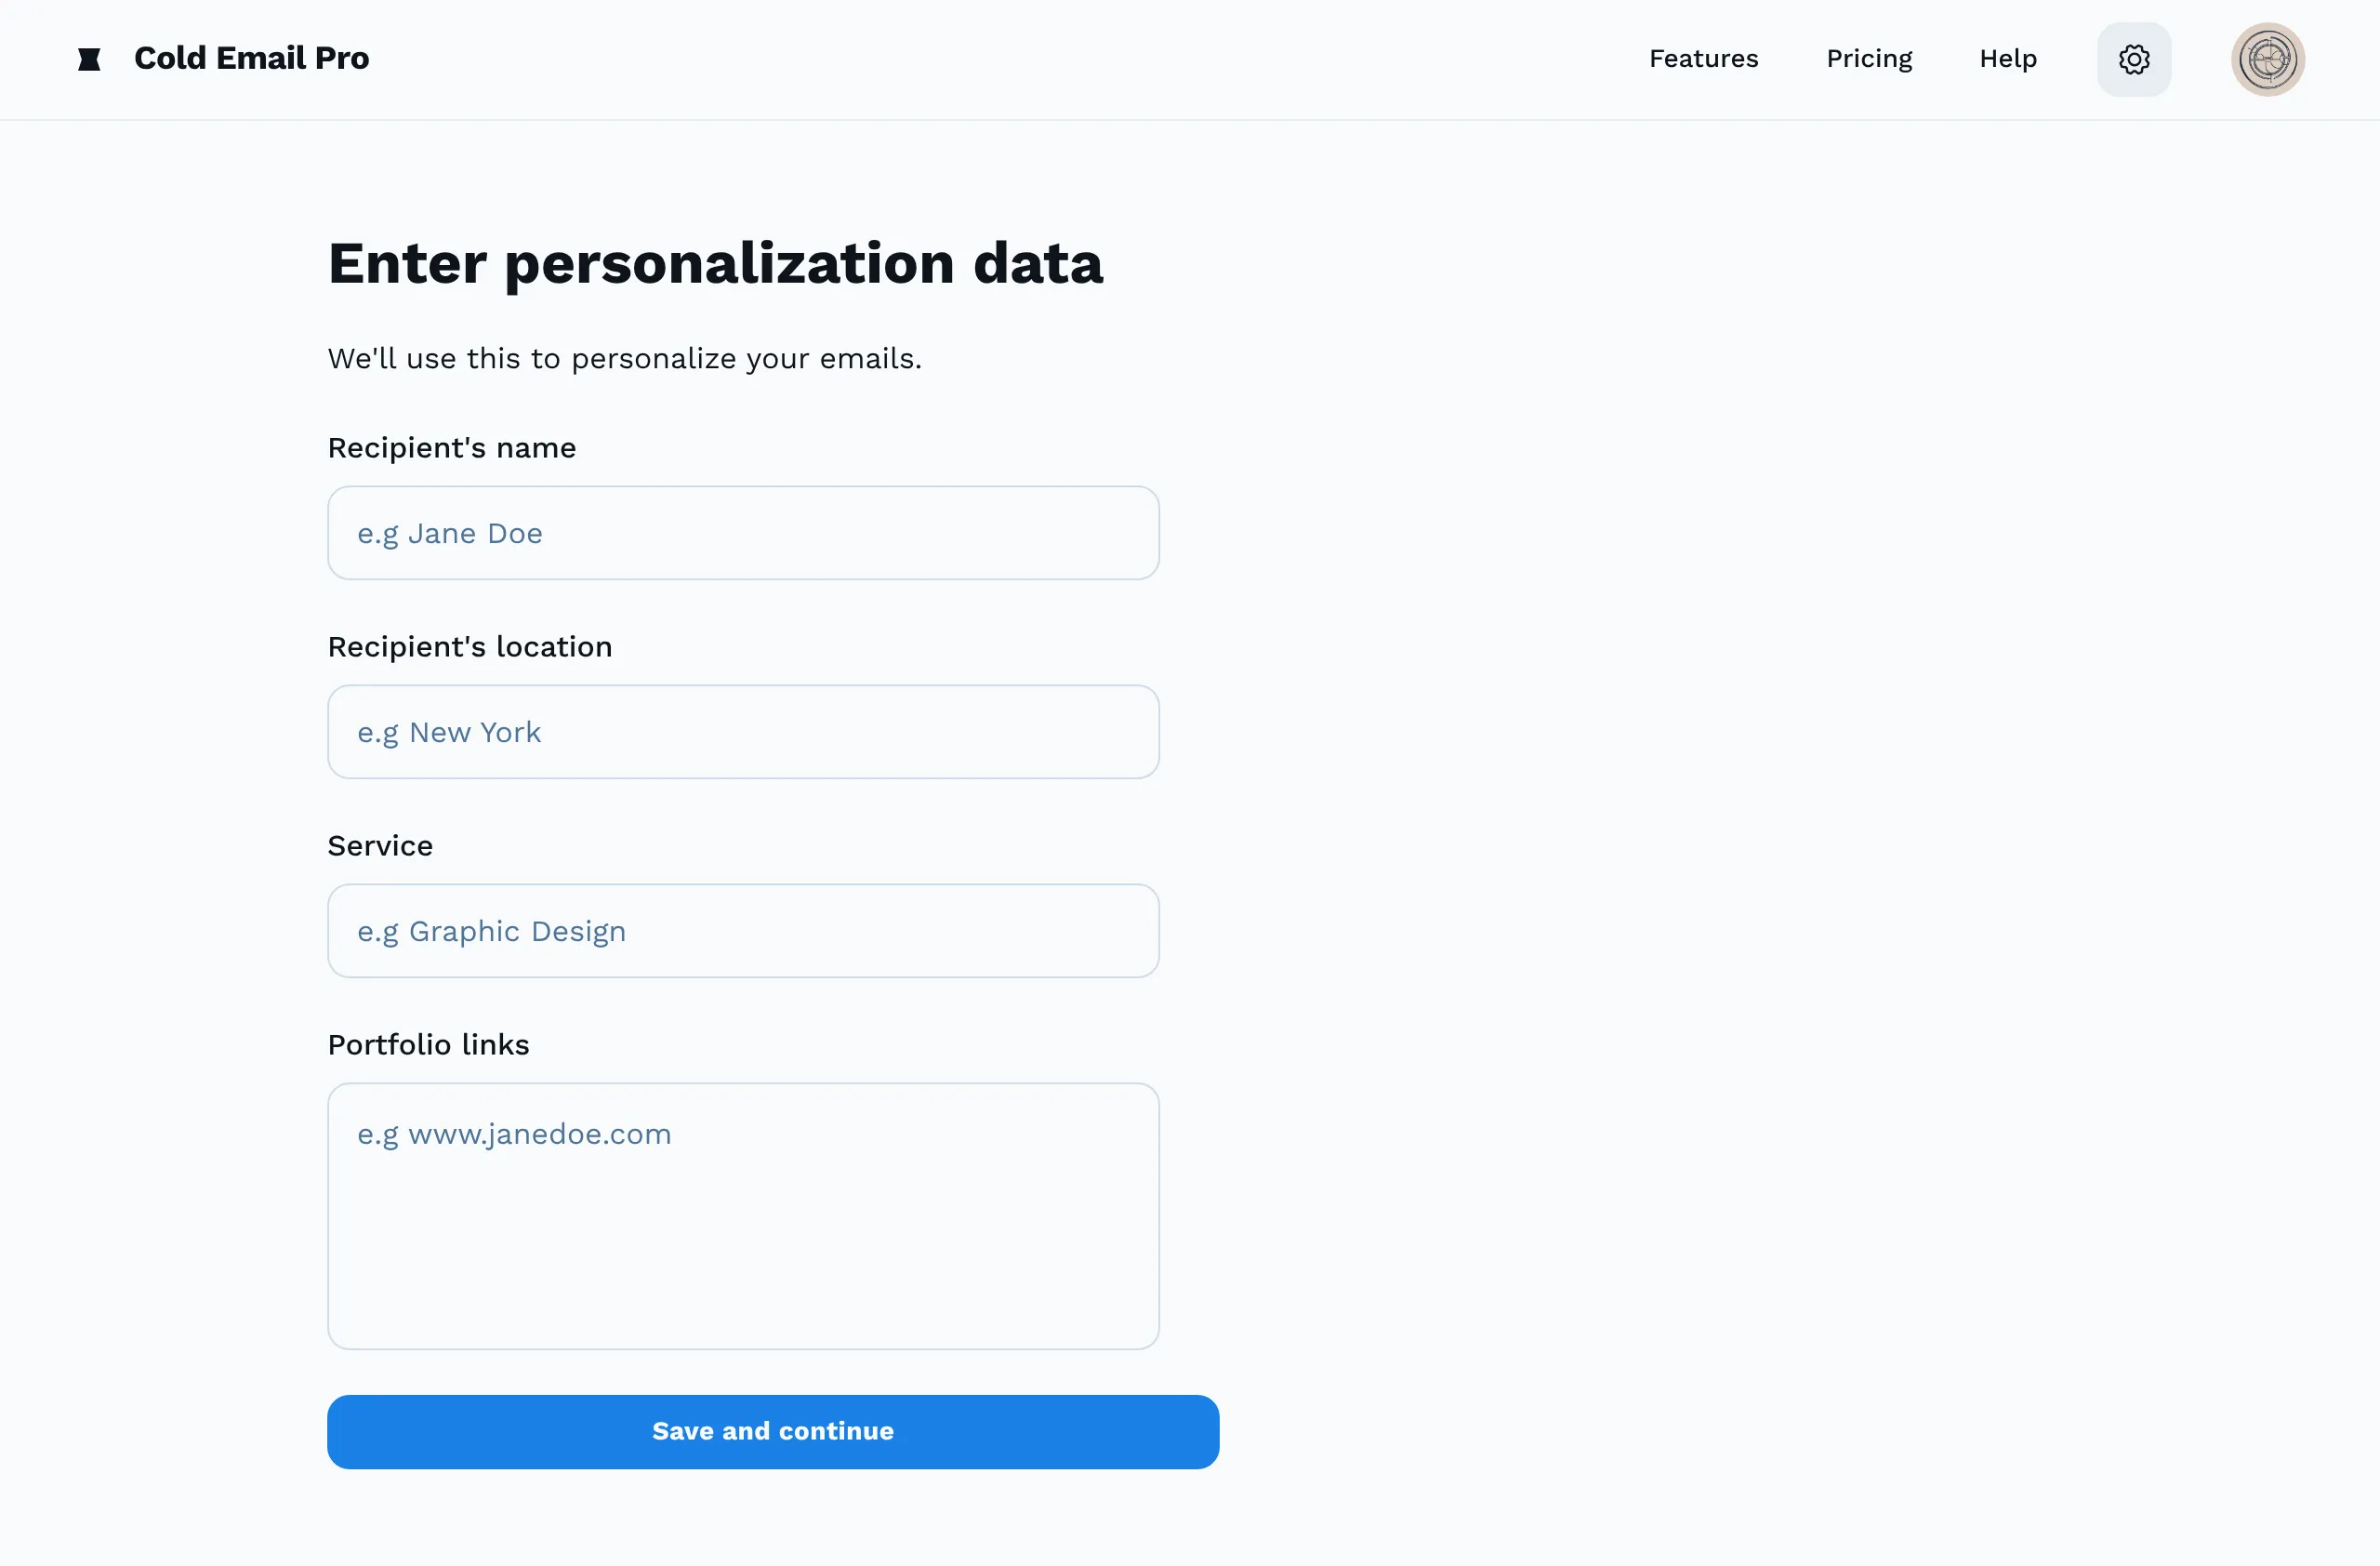 Cold Email Pro
Features
Pricing
Help
Enter personalization data
We'll use this to personalize your emails.
Recipient's name
e.g Jane Doe
Recipient's location
e.g New York
Service
e.g Graphic Design
Portfolio links
e.g www.janedoe.com
Save and continue